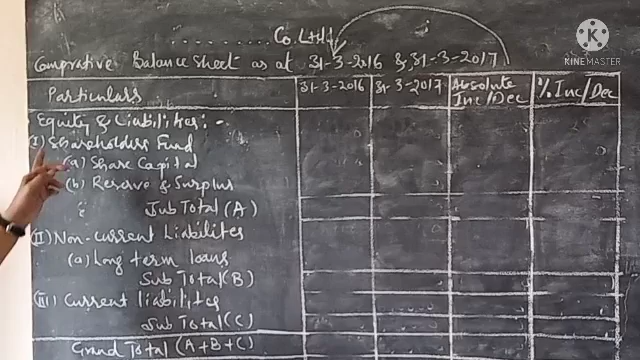 ............ Co. Ltd.
Comprative Balance Sheet as at 31-3-2016 & 31-3-2017
Particulars 31-3-2016 31-3-2017 Absolute Inc/Dec % Inc/Dec
Equity & Liabilities:-
(I) Shareholders Fund
(a) Share Capital
(b) Reserve & Surplus
Sub Total (A)
(II) Non-current Liabilites
(a) Long term loans
Sub Total (B)
(III) Current liabilites
Sub Total (C)
Grand Total (A+B+C)
K
KINEMASTER